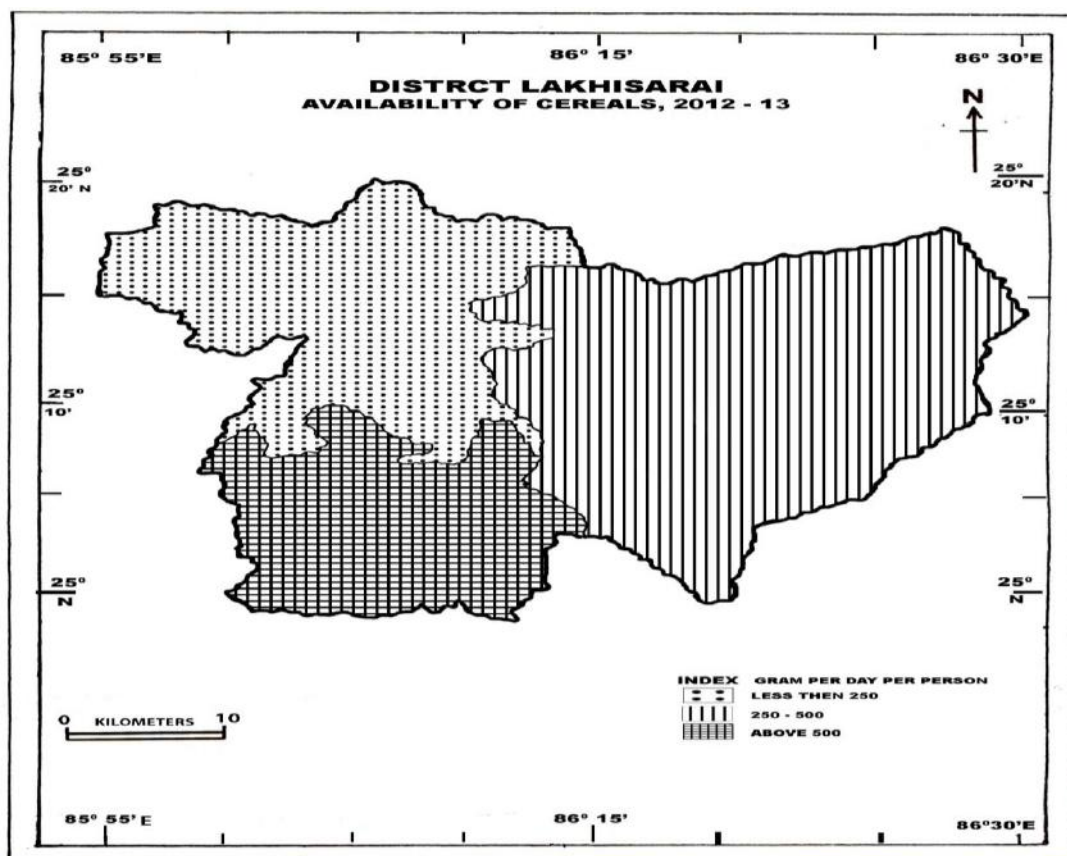 85° 55'E
86° 15'
86° 30'E
DISTRCT LAKHISARAI
AVAILABILITY OF CEREALS, 2012 - 13
N
25°
20' N
25°
20'N
25°
10'
25°
10'
25°
N
25°
N
INDEX GRAM PER DAY PER PERSON
LESS THEN 250
250 - 500
ABOVE 500
0 KILOMETERS 10
85° 55' E
86° 15'
86°30'E